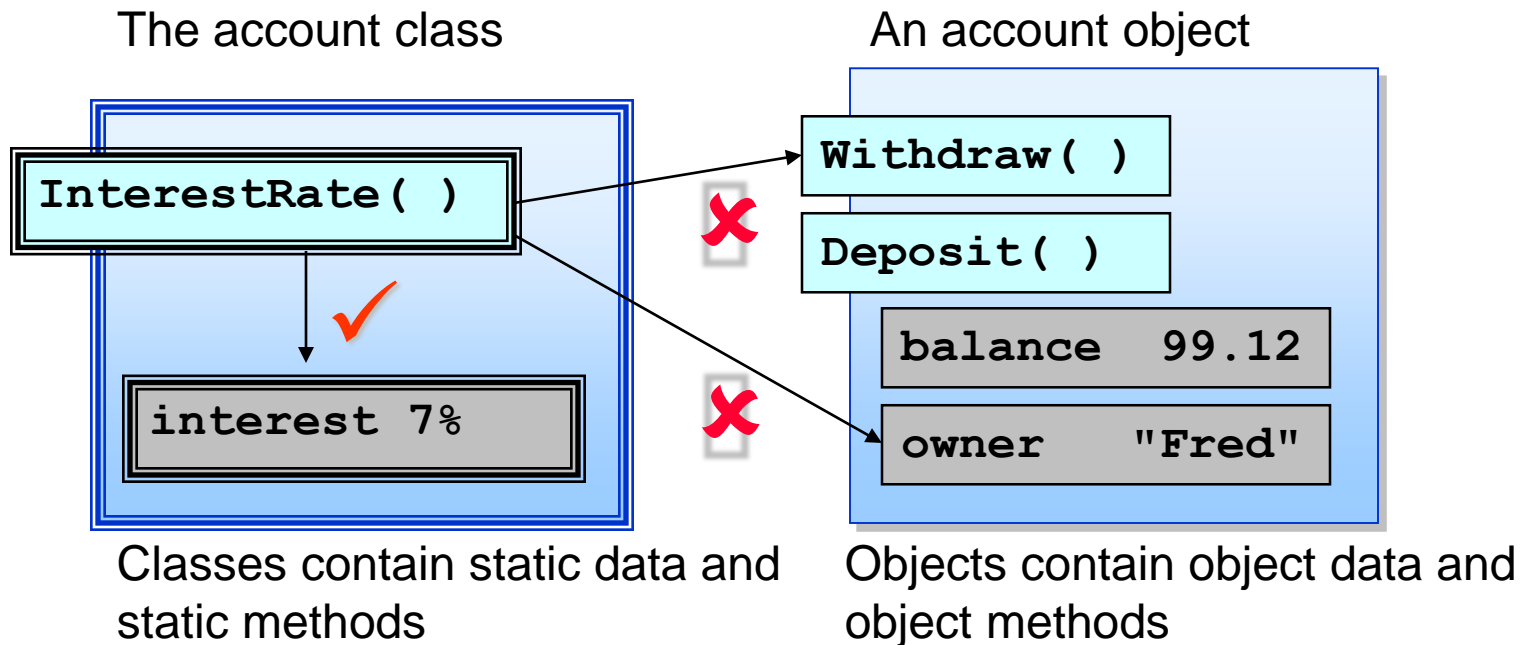 The account class
An account object
InterestRate( )
interest 7%
Withdraw( )
Deposit( )
balance 99.12
owner "Fred"
Classes contain static data and
static methods
Objects contain object data and
object methods